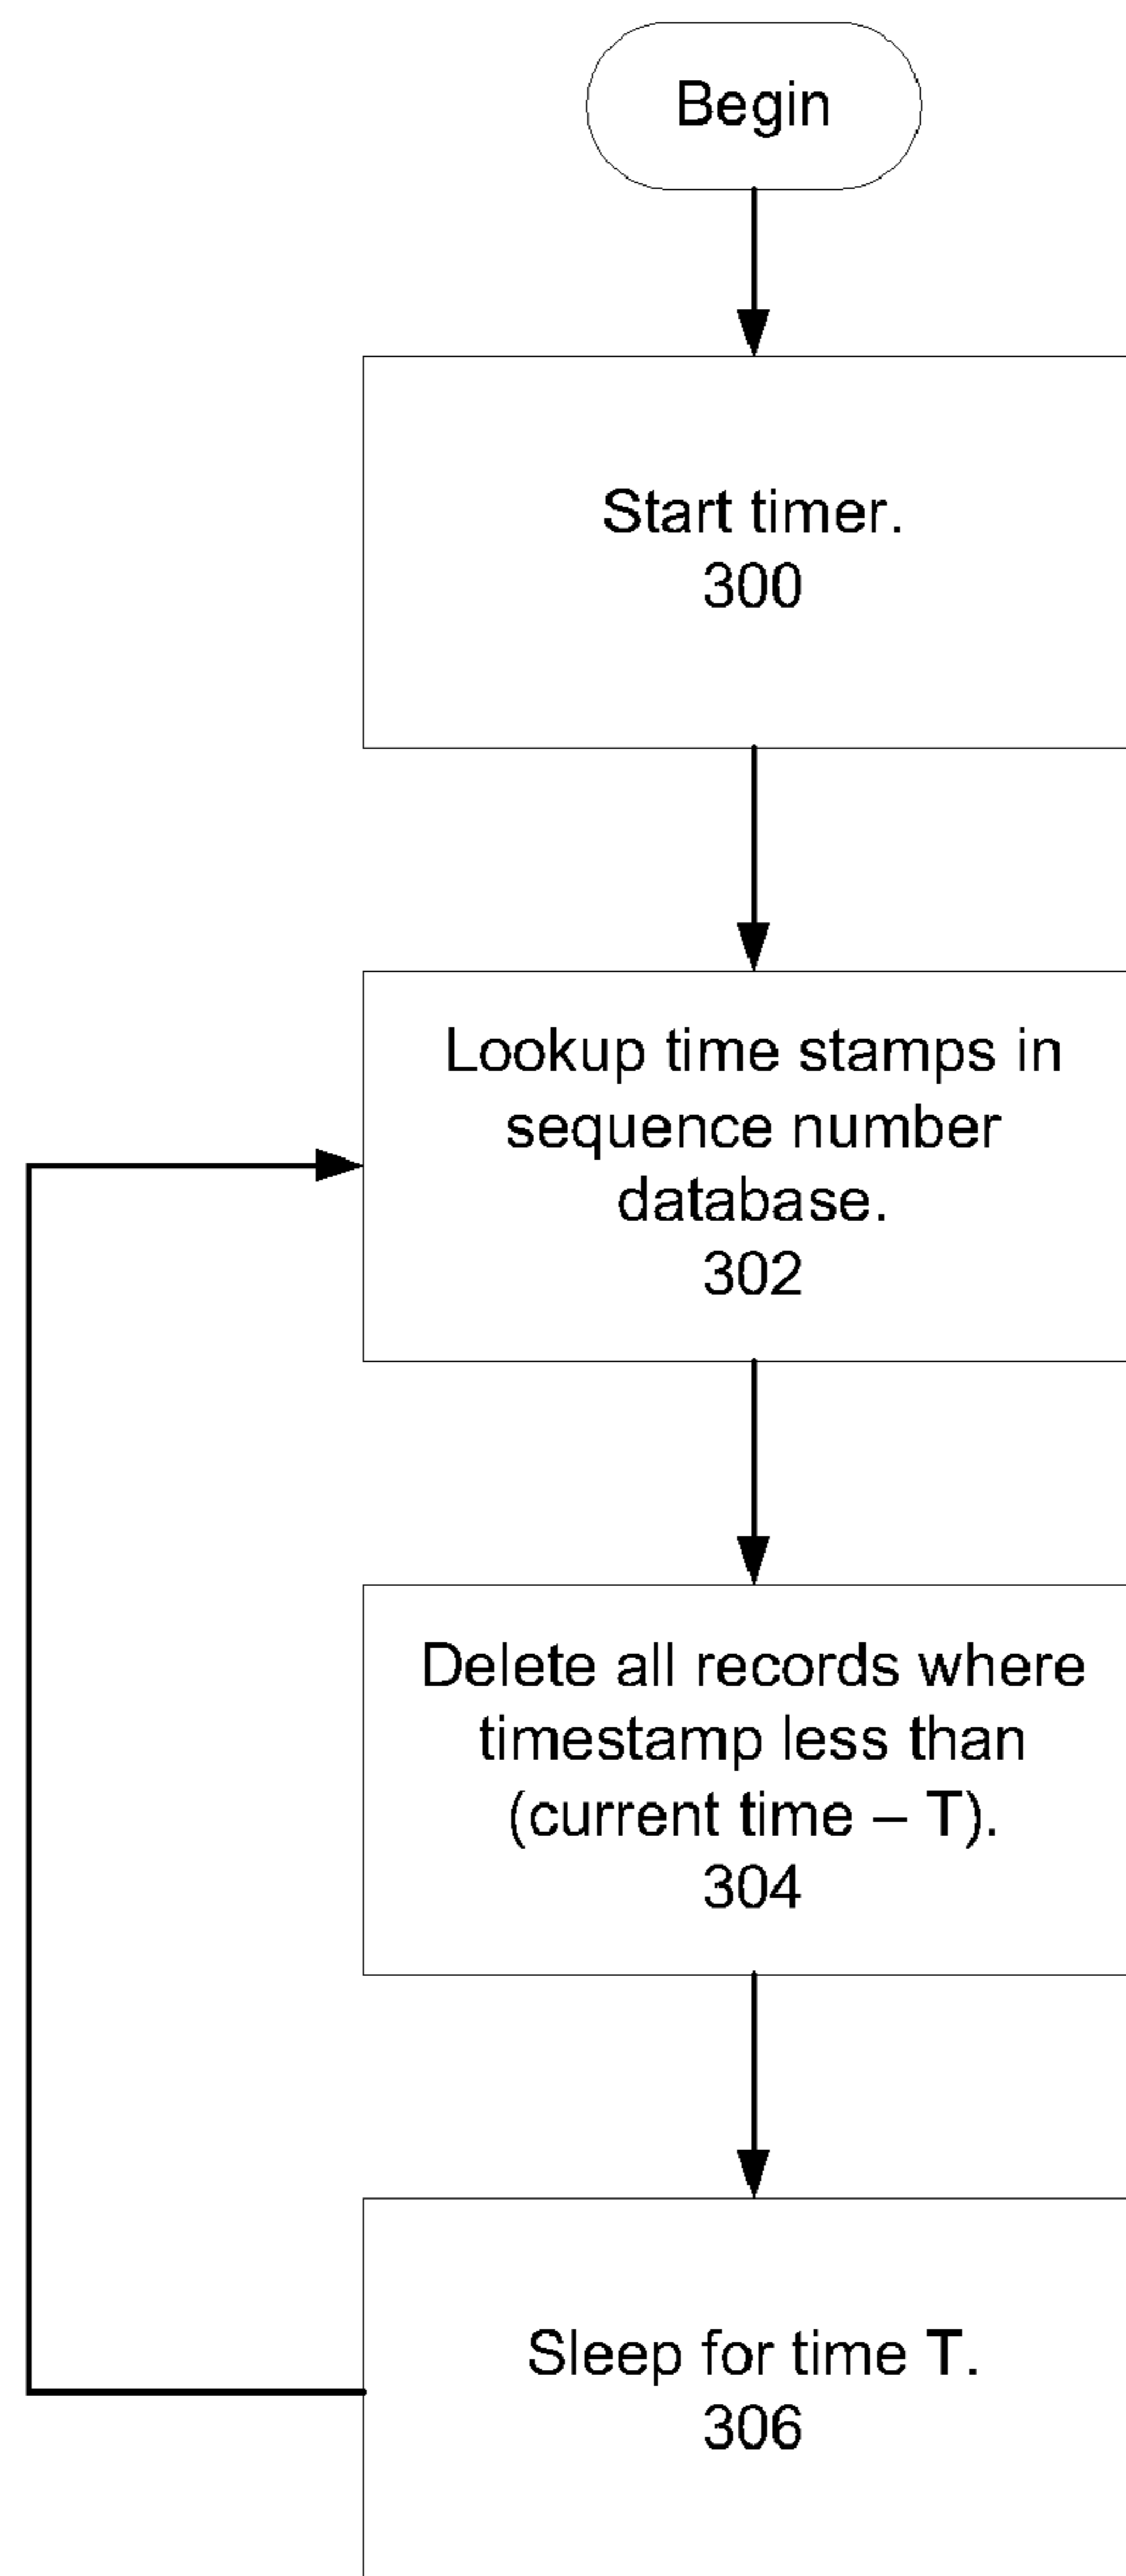 Begin
Start timer.
300
Lookup time stamps in
sequence number
database.
302
Delete all records where
timestamp less than
(current time – T).
304
Sleep for time T.
306